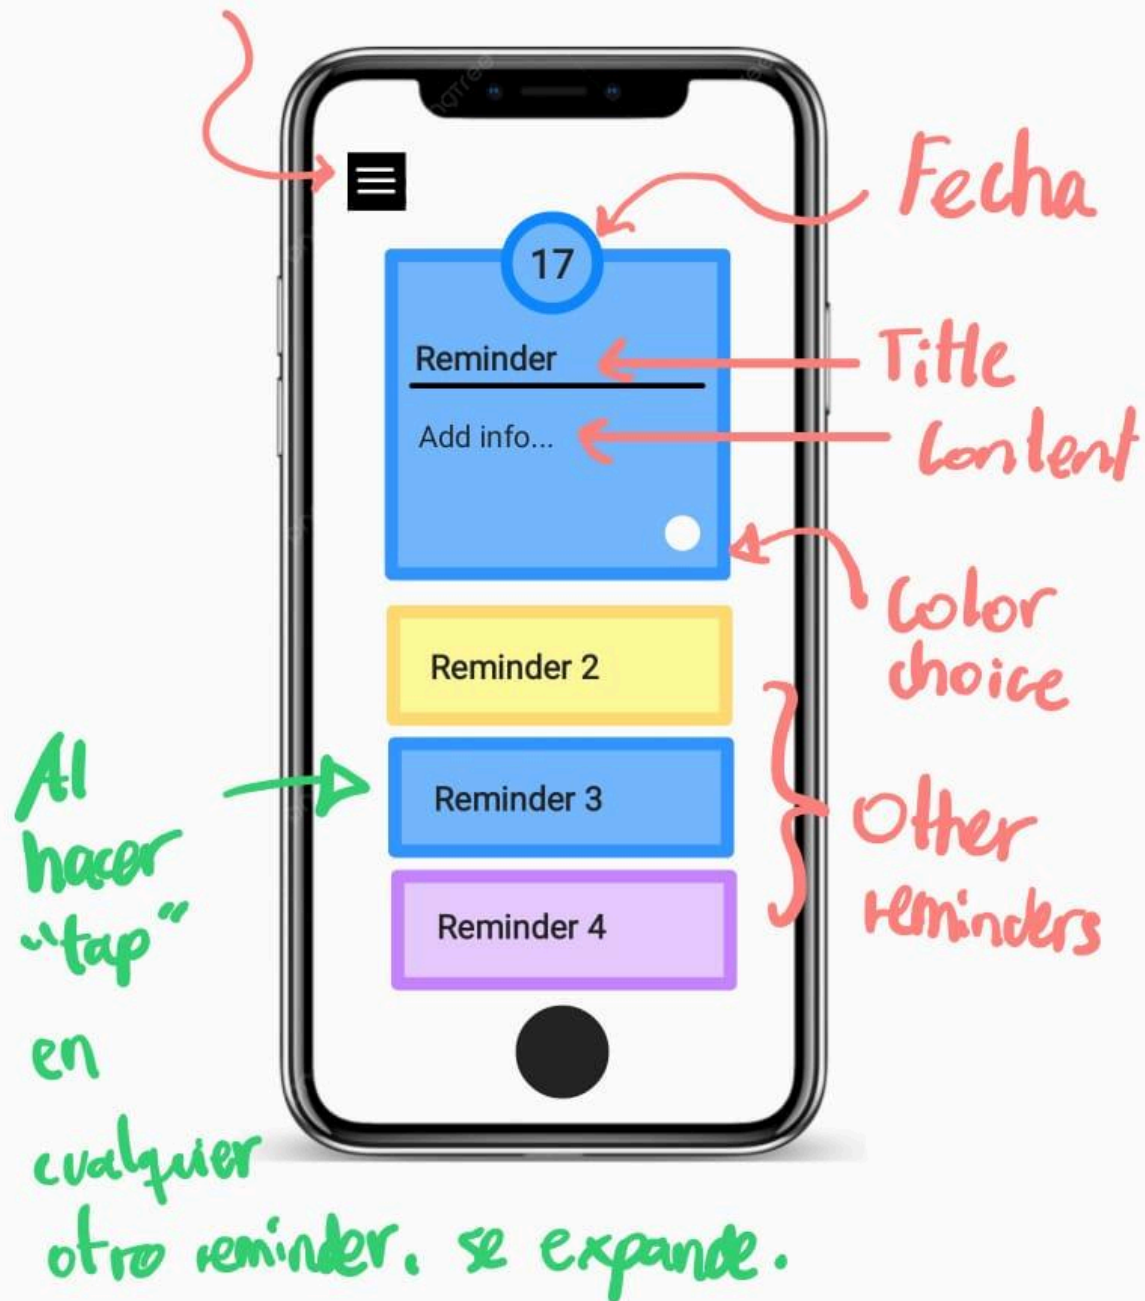 Fecha
17
Reminder
Title
Add info...
Content
Color
choice
Reminder 2
Reminder 3
Reminder 4
Other
reminders
Al
hacer
"tap"
en
cualquier
otro reminder. se expande.